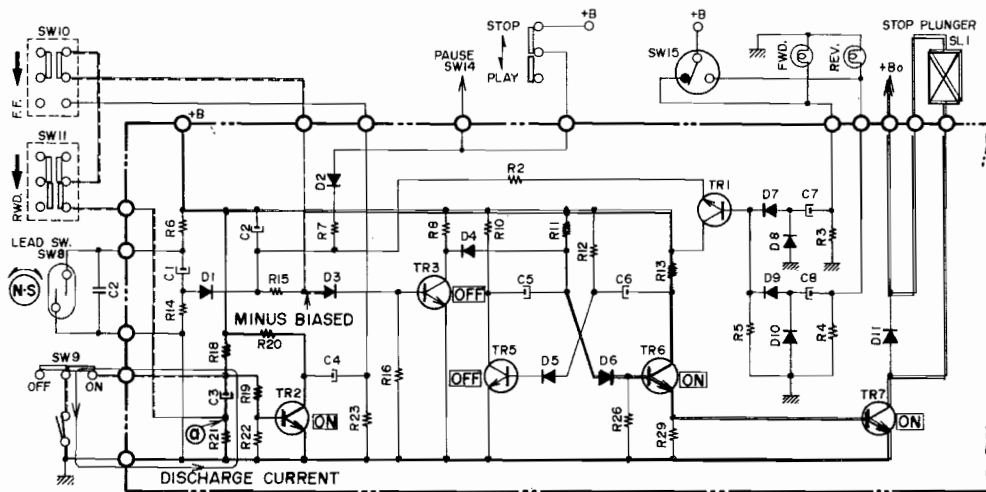 SW10
F.F.
SW11
RWD.
LEAD SW.
SW8
N·S
C2
SW9
OFF
ON
+B
PAUSE
SW14
STOP
PLAY
+B
+B
SW15
FWD.
REV.
+Bo
STOP PLUNGER
SL1
R6
C1
R14
D1
C2
R15
D2
R7
D3
MINUS BIASED
R20
R18
C3
R19
R21
R22
ⓐ
TR2
ON
C4
R23
R16
R2
R8
D4
R10
TR3
OFF
C5
R11
R12
C6
R13
TR5
OFF
D5
D6
TR6
ON
R26
R29
TR1
D7
C7
D8
R3
D9
C8
R5
D10
R4
D11
TR7
ON
DISCHARGE CURRENT